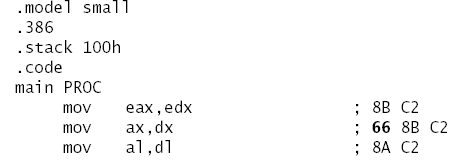 .model small
.386
.stack 100h
.code
main PROC
mov eax,edx ; 8B C2
mov ax,dx ; 66 8B C2
mov al,dl ; 8A C2